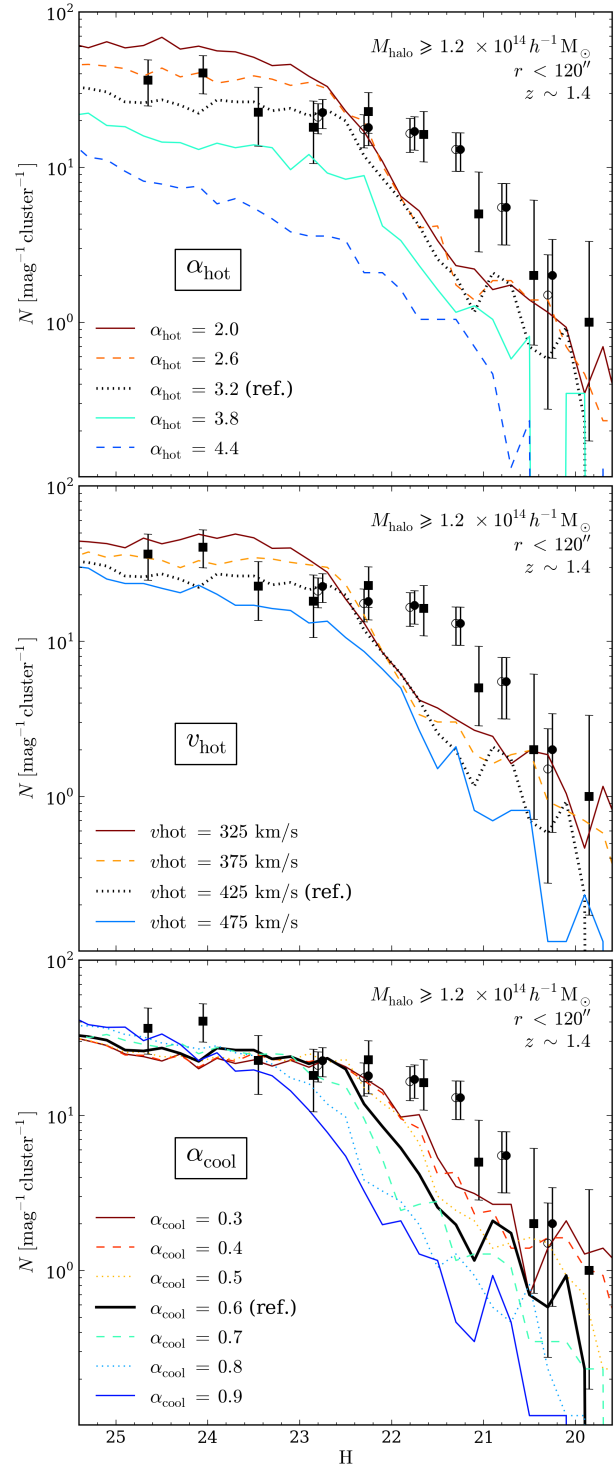 10²
M_halo ⩾ 1.2 × 10¹⁴ h⁻¹ M_⊙
r < 120″
z ∼ 1.4
10¹
N [mag⁻¹ cluster⁻¹]
α_hot
10⁰
α_hot = 2.0
α_hot = 2.6
α_hot = 3.2 (ref.)
α_hot = 3.8
α_hot = 4.4
10²
M_halo ⩾ 1.2 × 10¹⁴ h⁻¹ M_⊙
r < 120″
z ∼ 1.4
10¹
N [mag⁻¹ cluster⁻¹]
v_hot
10⁰
vhot = 325 km/s
vhot = 375 km/s
vhot = 425 km/s (ref.)
vhot = 475 km/s
10²
M_halo ⩾ 1.2 × 10¹⁴ h⁻¹ M_⊙
r < 120″
z ∼ 1.4
10¹
N [mag⁻¹ cluster⁻¹]
α_cool
10⁰
α_cool = 0.3
α_cool = 0.4
α_cool = 0.5
α_cool = 0.6 (ref.)
α_cool = 0.7
α_cool = 0.8
α_cool = 0.9
25 24 23 22 21 20
H